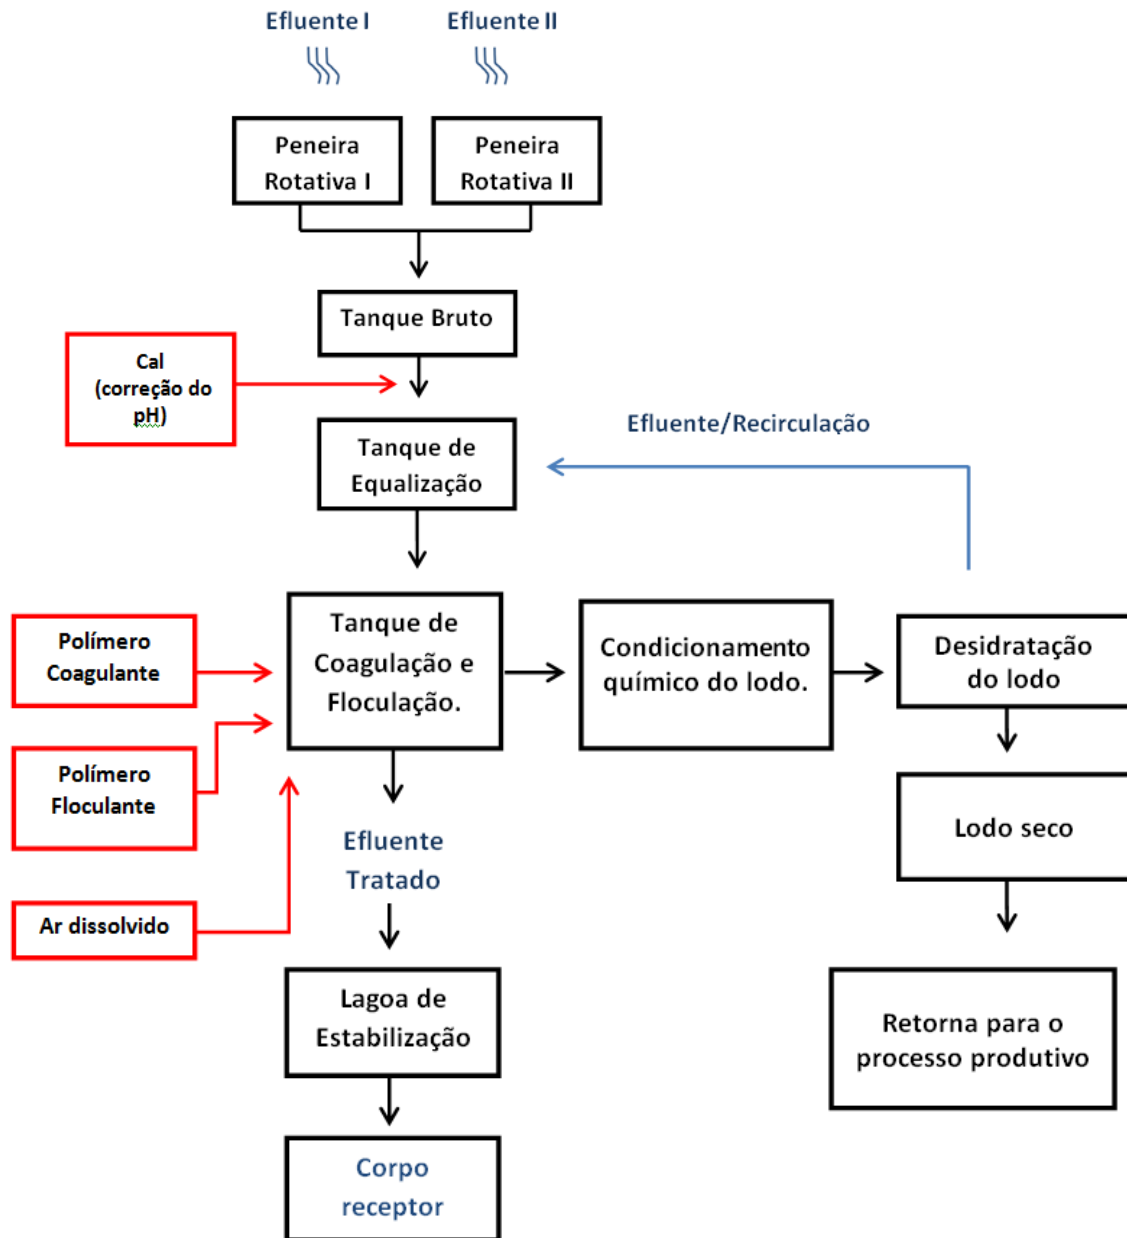 Efluente I
Efluente II
Peneira
Rotativa I
Peneira
Rotativa II
Tanque Bruto
Cal
(correção do
pH)
Tanque de
Equalização
Efluente/Recirculação
Polímero
Coagulante
Tanque de
Coagulação e
Floculação.
Condicionamento
químico do lodo.
Desidratação
do lodo
Polímero
Floculante
Lodo seco
Efluente
Tratado
Ar dissolvido
Lagoa de
Estabilização
Retorna para o
processo produtivo
Corpo
receptor